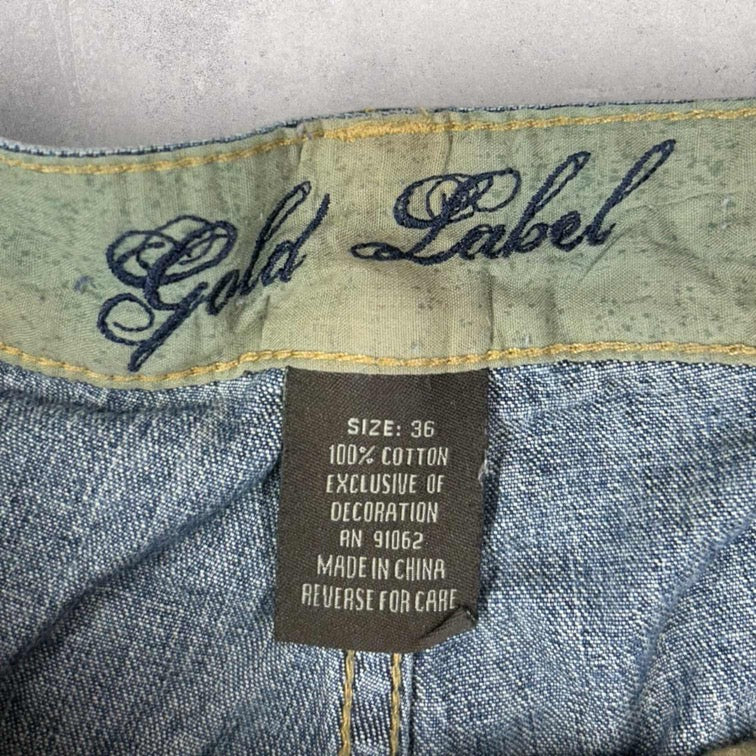 Gold Label
SIZE: 36
100% COTTON
EXCLUSIVE OF
DECORATION
RN 91062
MADE IN CHINA
REVERSE FOR CARE